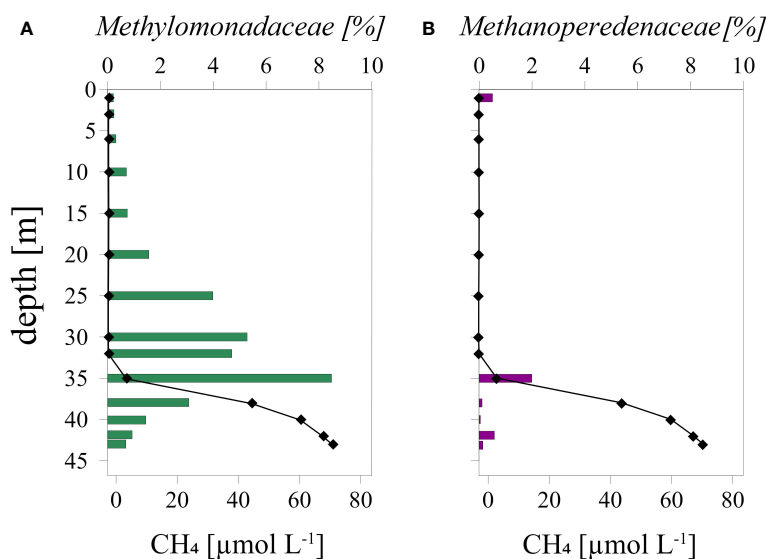 A Methylomonadaceae [%] B Methanoperedenaceae [%]
0 2 4 6 8 10 0 2 4 6 8 10
0
5
10
15
20
25
30
35
40
45
depth [m]
0 20 40 60 80 0 20 40 60 80
CH₄ [µmol L⁻¹] CH₄ [µmol L⁻¹]